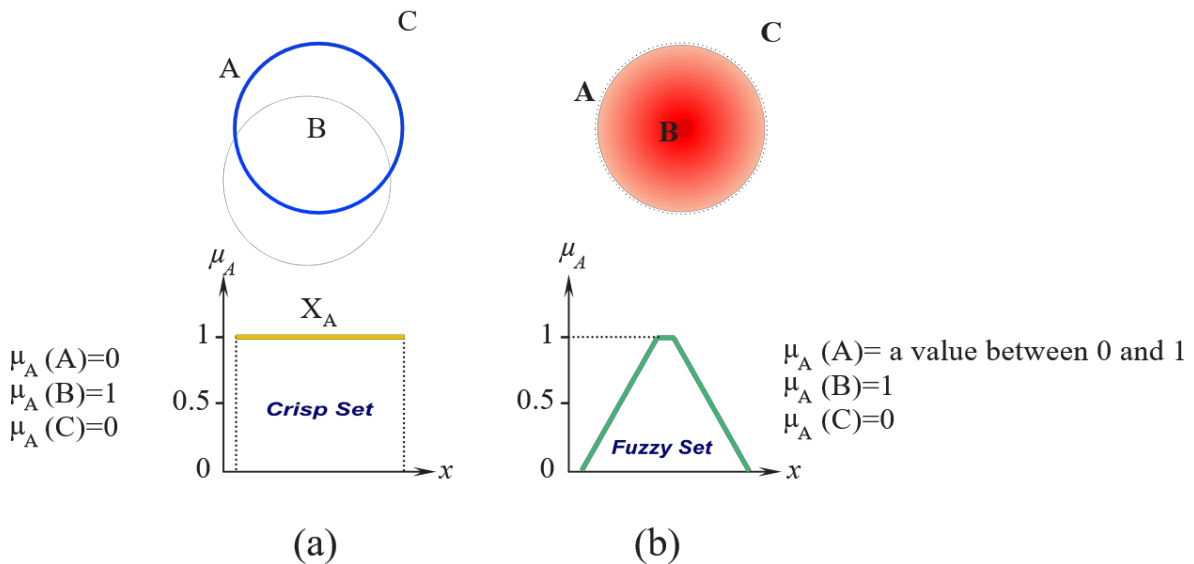 C
A
B
μA
XA
1
0.5
0
Crisp Set
x
μA (A)=0
μA (B)=1
μA (C)=0
(a)
C
A
B
μA
1
0.5
0
Fuzzy Set
x
μA (A)= a value between 0 and 1
μA (B)=1
μA (C)=0
(b)